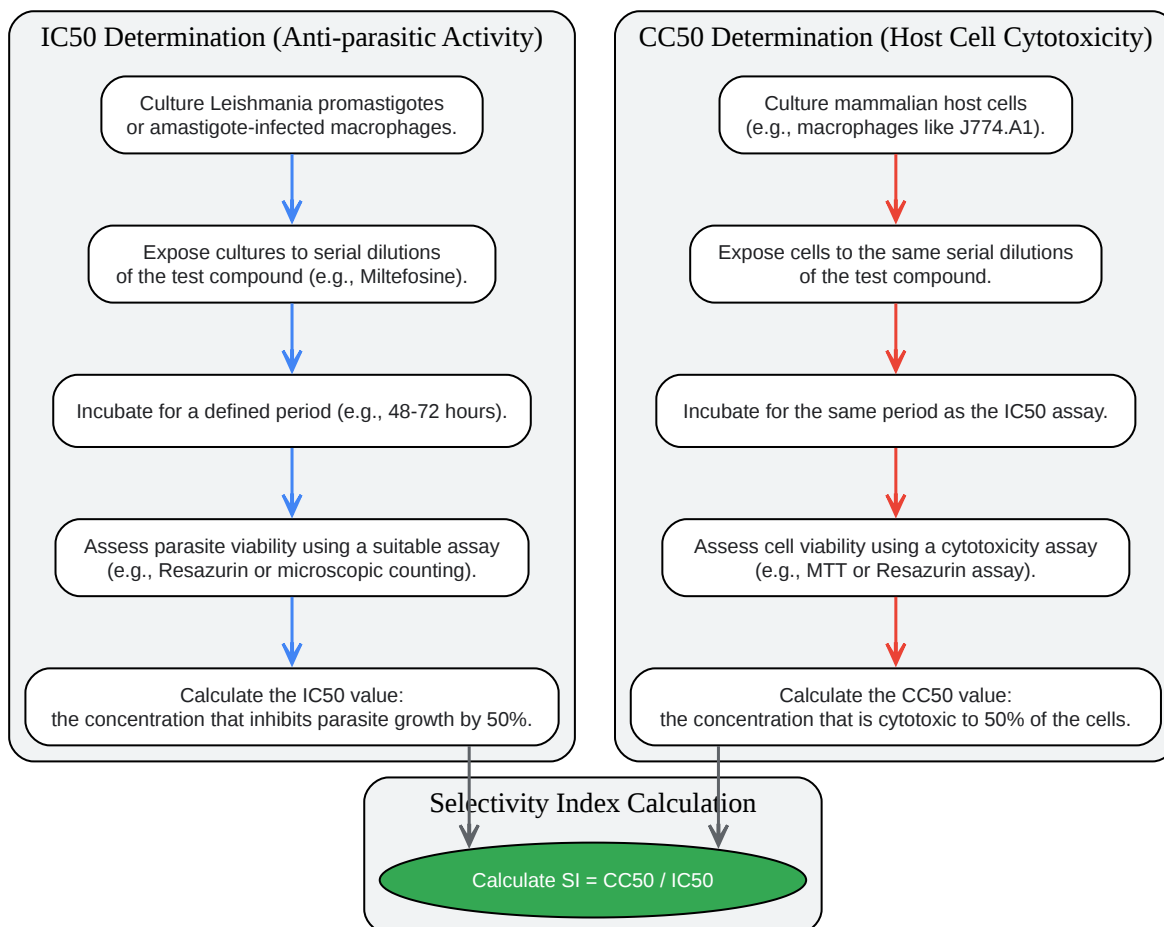 IC50 Determination (Anti-parasitic Activity)
Culture Leishmania promastigotes
or amastigote-infected macrophages.
Expose cultures to serial dilutions
of the test compound (e.g., Miltefosine).
Incubate for a defined period (e.g., 48-72 hours).
Assess parasite viability using a suitable assay
(e.g., Resazurin or microscopic counting).
Calculate the IC50 value:
the concentration that inhibits parasite growth by 50%.
CC50 Determination (Host Cell Cytotoxicity)
Culture mammalian host cells
(e.g., macrophages like J774.A1).
Expose cells to the same serial dilutions
of the test compound.
Incubate for the same period as the IC50 assay.
Assess cell viability using a cytotoxicity assay
(e.g., MTT or Resazurin assay).
Calculate the CC50 value:
the concentration that is cytotoxic to 50% of the cells.
Selectivity Index Calculation
Calculate SI = CC50 / IC50